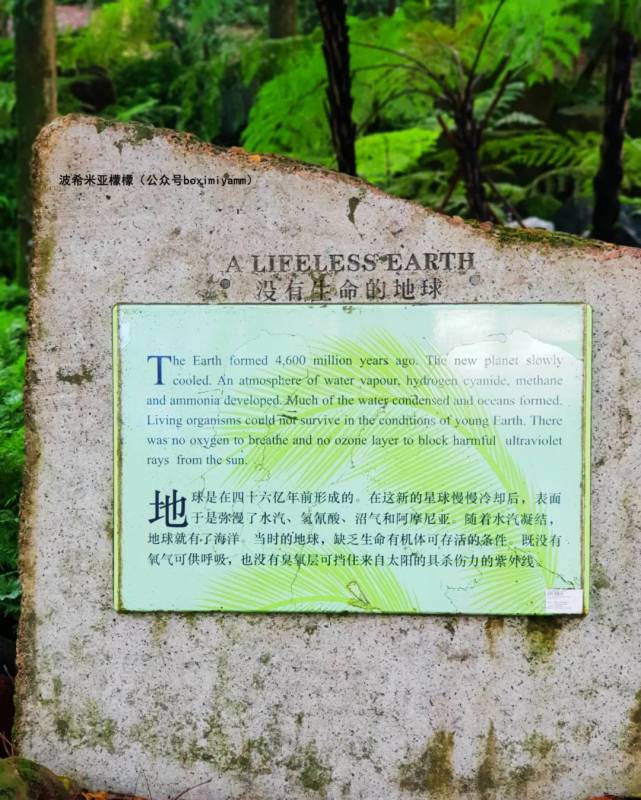 波希米亚檬檬（公众号boximiyamm）
A LIFELESS EARTH
没有生命的地球
The Earth formed 4,600 million years ago. The new planet slowly
cooled. An atmosphere of water vapour, hydrogen cyanide, methane
and ammonia developed. Much of the water condensed and oceans formed.
Living organisms could not survive in the conditions of young Earth. There
was no oxygen to breathe and no ozone layer to block harmful ultraviolet
rays from the sun.
地球是在四十六亿年前形成的。在这新的星球慢慢冷却后，表面
于是弥漫了水汽、氢氰酸、沼气和阿摩尼亚。随着水汽凝结，
地球就有了海洋。当时的地球，缺乏生命有机体可存活的条件。既没有
氧气可供呼吸，也没有臭氧层可挡住来自太阳的具杀伤力的紫外线